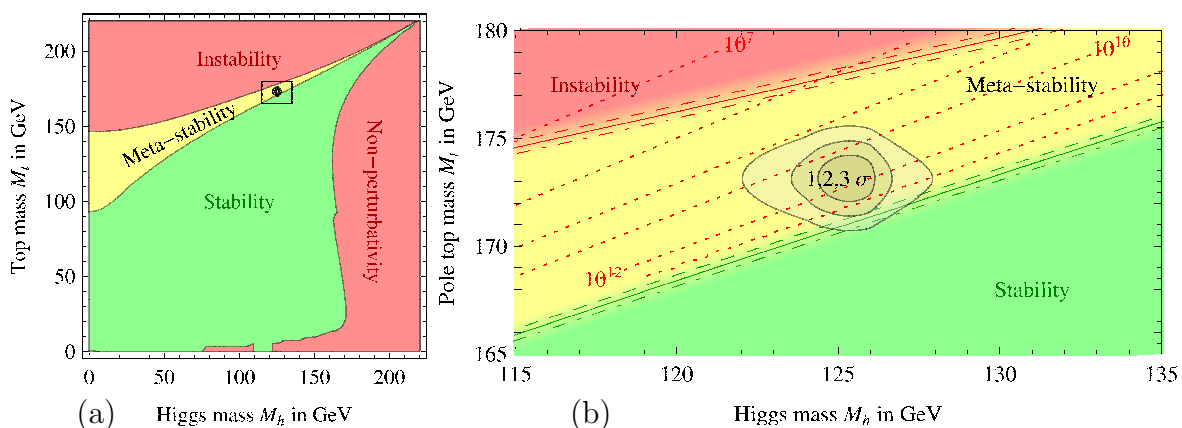 Top mass M_t in GeV
200
150
100
50
0
0
50
100
150
200
Instability
Meta-stability
Stability
Non-perturbativity
(a)
Higgs mass M_h in GeV
Pole top mass M_t in GeV
180
175
170
165
115
120
125
130
135
Instability
10^7
10^16
Meta-stability
1,2,3 σ
10^12
Stability
(b)
Higgs mass M_h in GeV